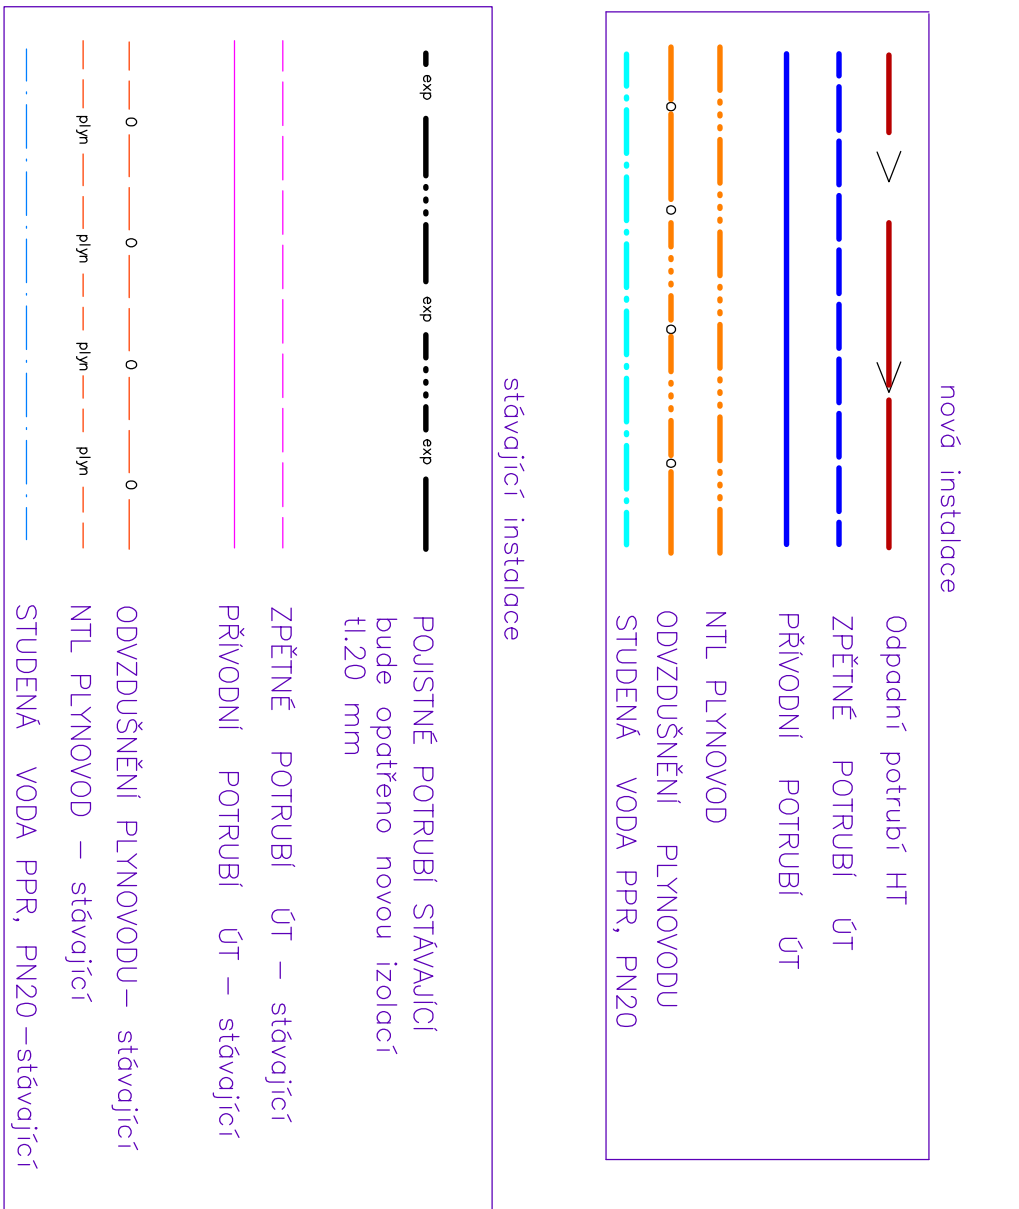 nová instalace
Odpadní potrubí HT
ZPĚTNÉ POTRUBÍ ÚT
PŘÍVODNÍ POTRUBÍ ÚT
NTL PLYNOVOD
O O O O
ODVZDUŠNĚNÍ PLYNOVODU
STUDENÁ VODA PPR, PN20
stávající instalace
exp exp exp
POJISTNÉ POTRUBÍ STÁVAJÍCÍ
bude opatřeno novou izolací
tl.20 mm
ZPĚTNÉ POTRUBÍ ÚT - stávající
PŘÍVODNÍ POTRUBÍ ÚT - stávající
O O O O
ODVZDUŠNĚNÍ PLYNOVODU- stávající
plyn plyn plyn plyn
NTL PLYNOVOD - stávající
STUDENÁ VODA PPR, PN20-stávající